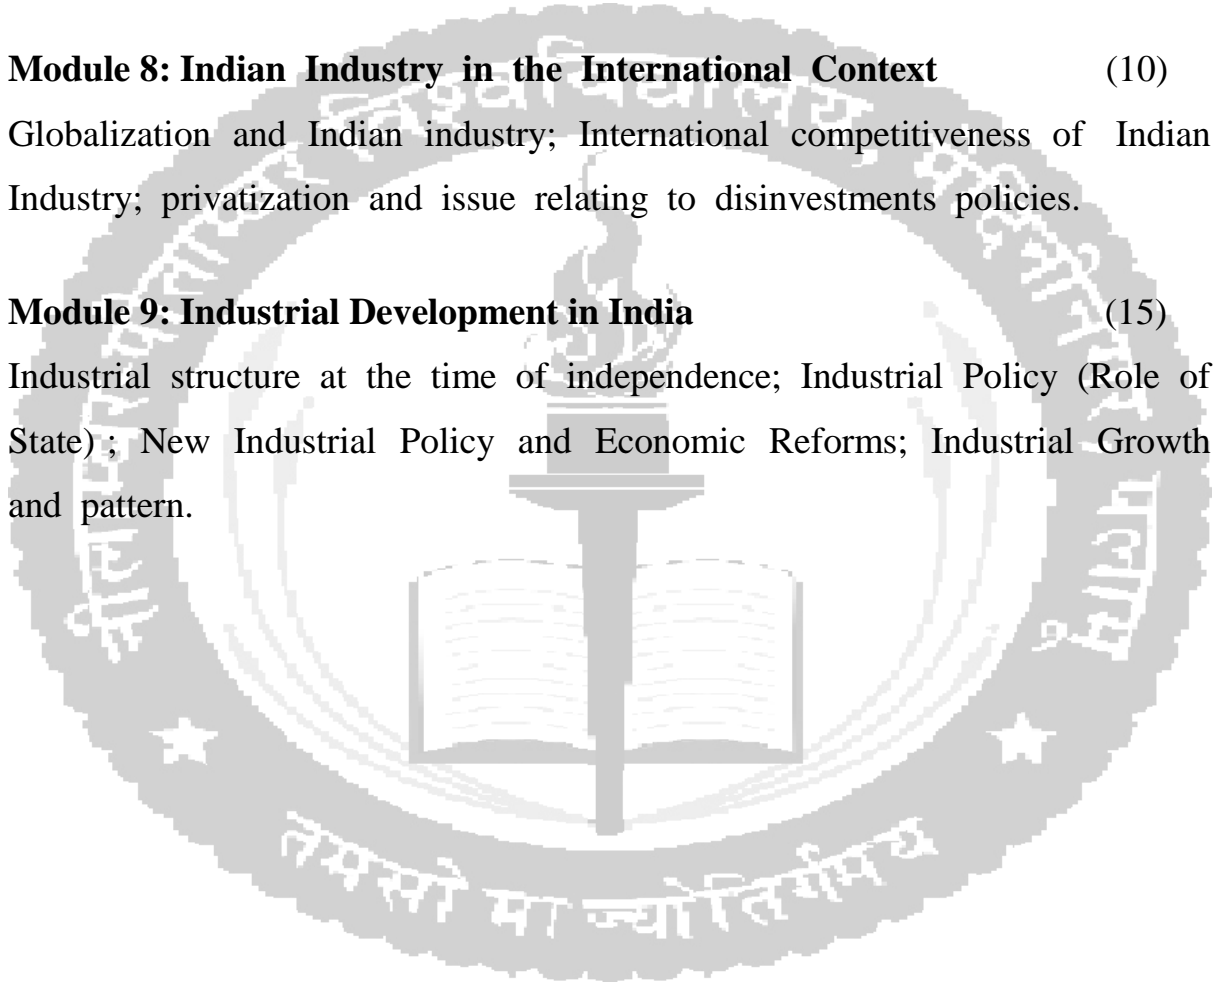 Module 8: Indian Industry in the International Context (10)
Globalization and Indian industry; International competitiveness of Indian
Industry; privatization and issue relating to disinvestments policies.
Module 9: Industrial Development in India (15)
Industrial structure at the time of independence; Industrial Policy (Role of
State) ; New Industrial Policy and Economic Reforms; Industrial Growth
and pattern.
तमसो मा ज्योतिर्गमय